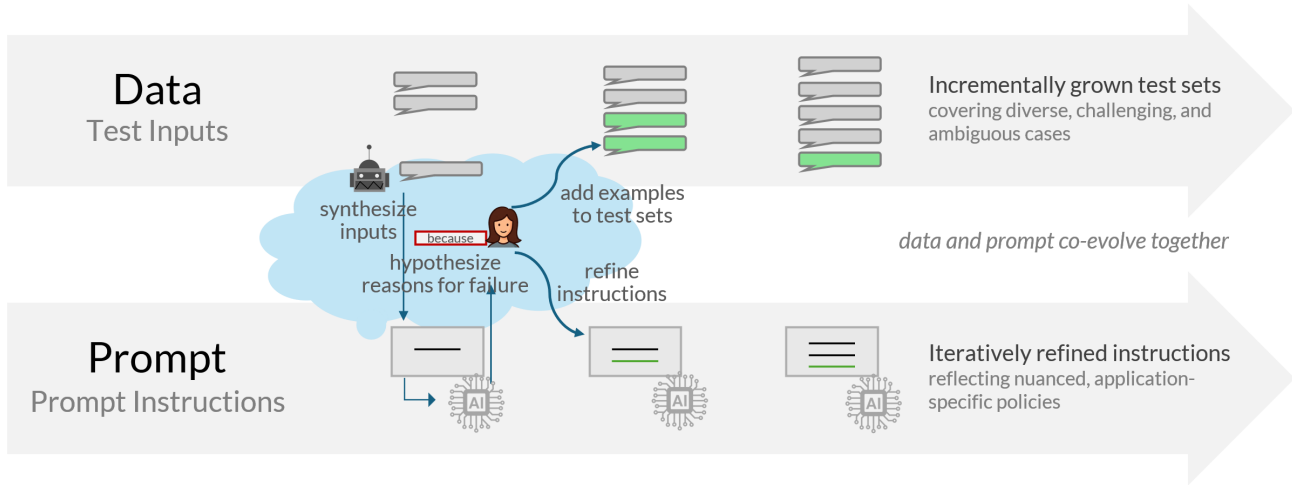 Data
Test Inputs
Incrementally grown test sets
covering diverse, challenging, and
ambiguous cases
synthesize
inputs
because
hypothesize
reasons for failure
add examples
to test sets
refine
instructions
data and prompt co-evolve together
Prompt
Prompt Instructions
AI
AI
AI
Iteratively refined instructions
reflecting nuanced, application-
specific policies